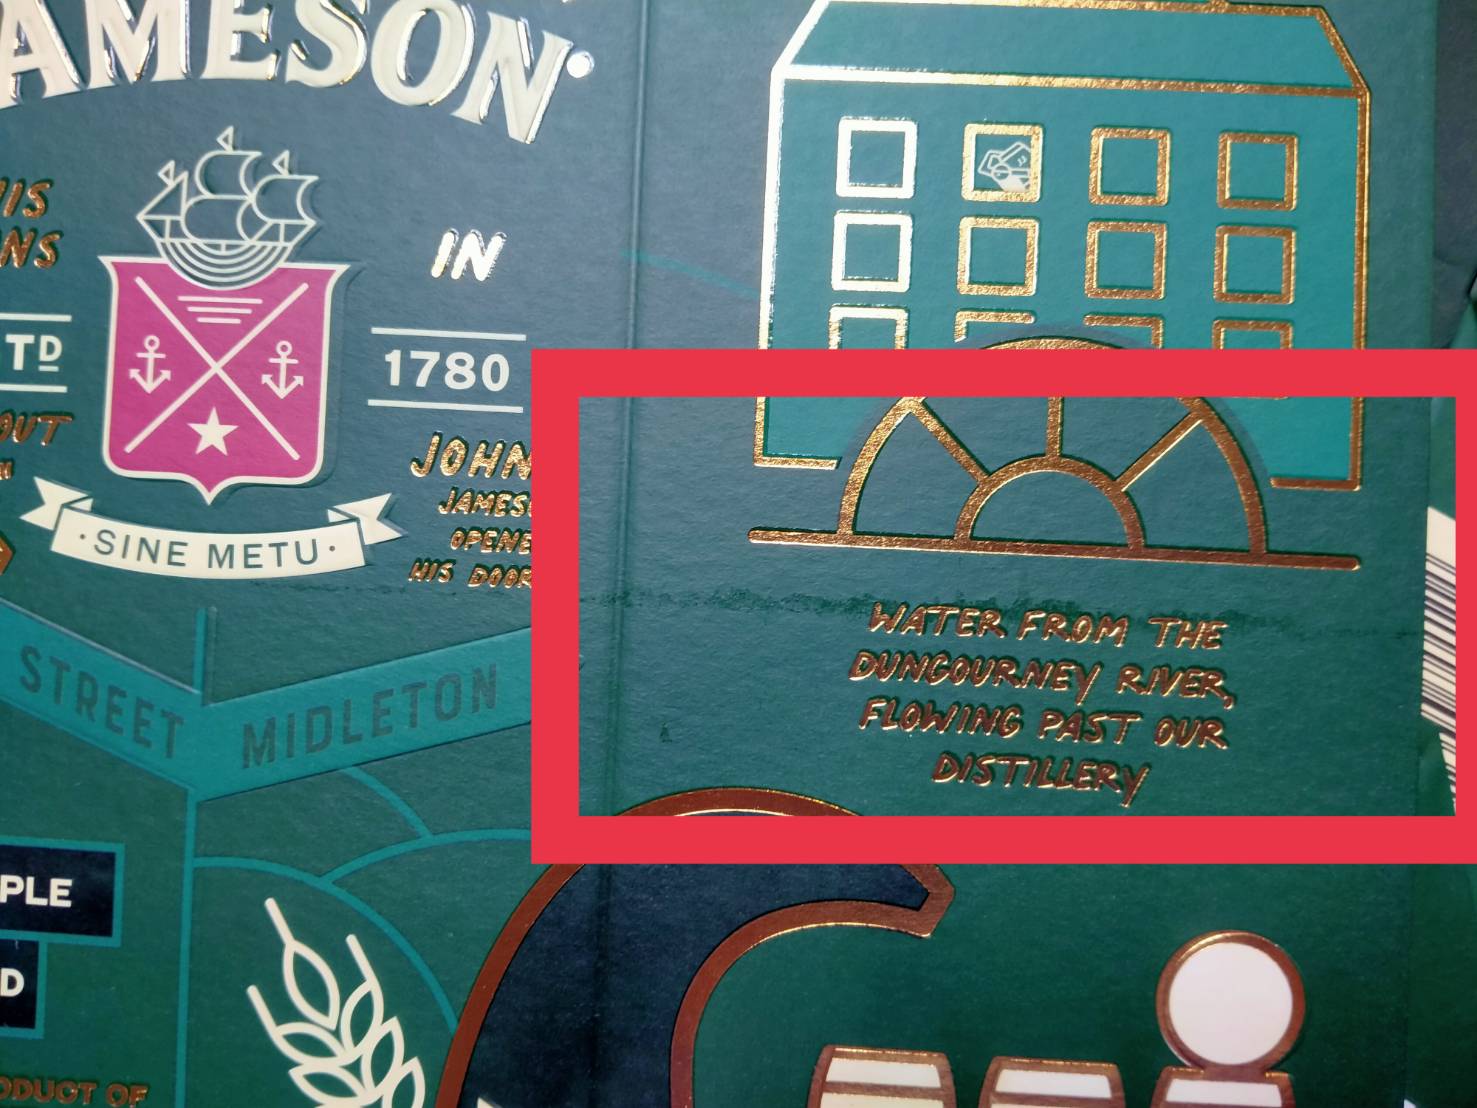 JAMESON
IN
TD
1780
OUT
JOHN
JAMES
OPENE
HIS DOOR
·SINE METU·
STREET MIDLETON
WATER FROM THE
DUNGOURNEY RIVER,
FLOWING PAST OUR
DISTILLERY
PLE
D
ODUCT OF